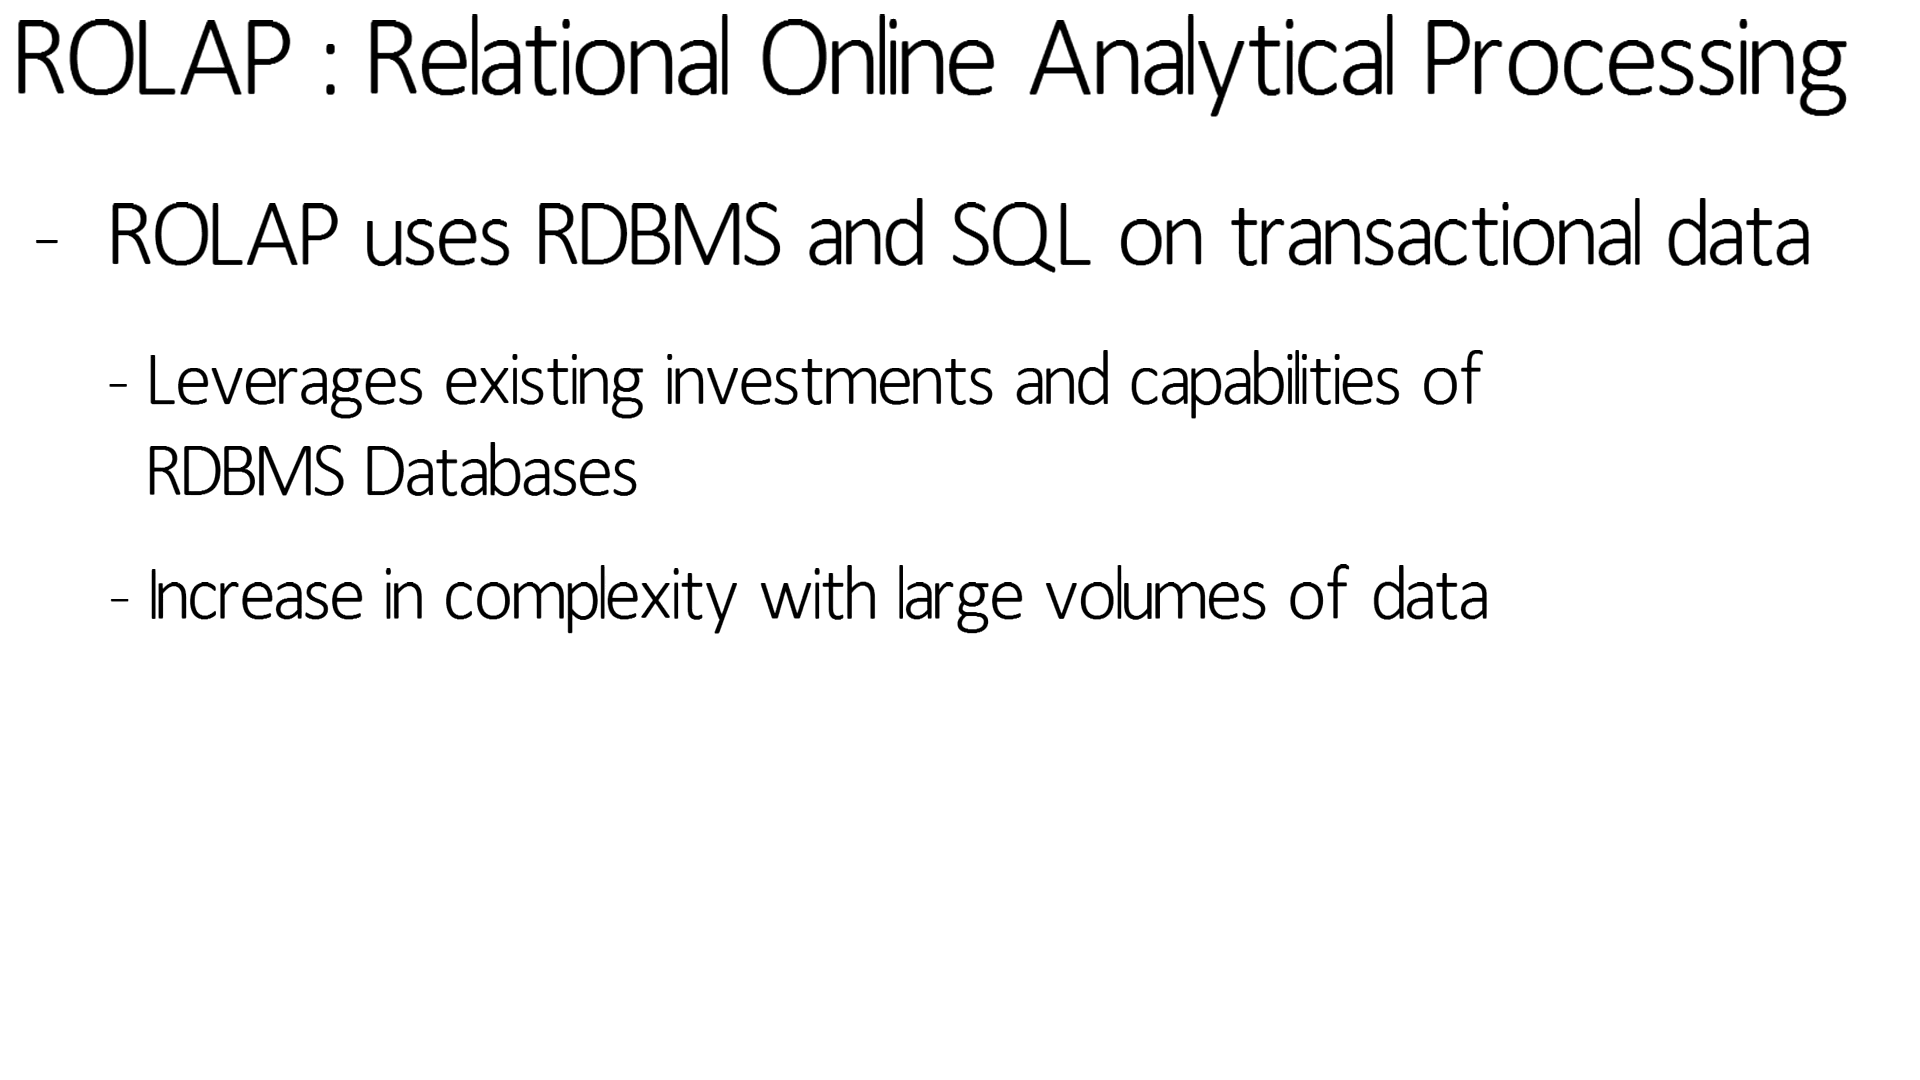 ROLAP : Relational Online Analytical Processing
- ROLAP uses RDBMS and SQL on transactional data
- Leverages existing investments and capabilities of
RDBMS Databases
- Increase in complexity with large volumes of data